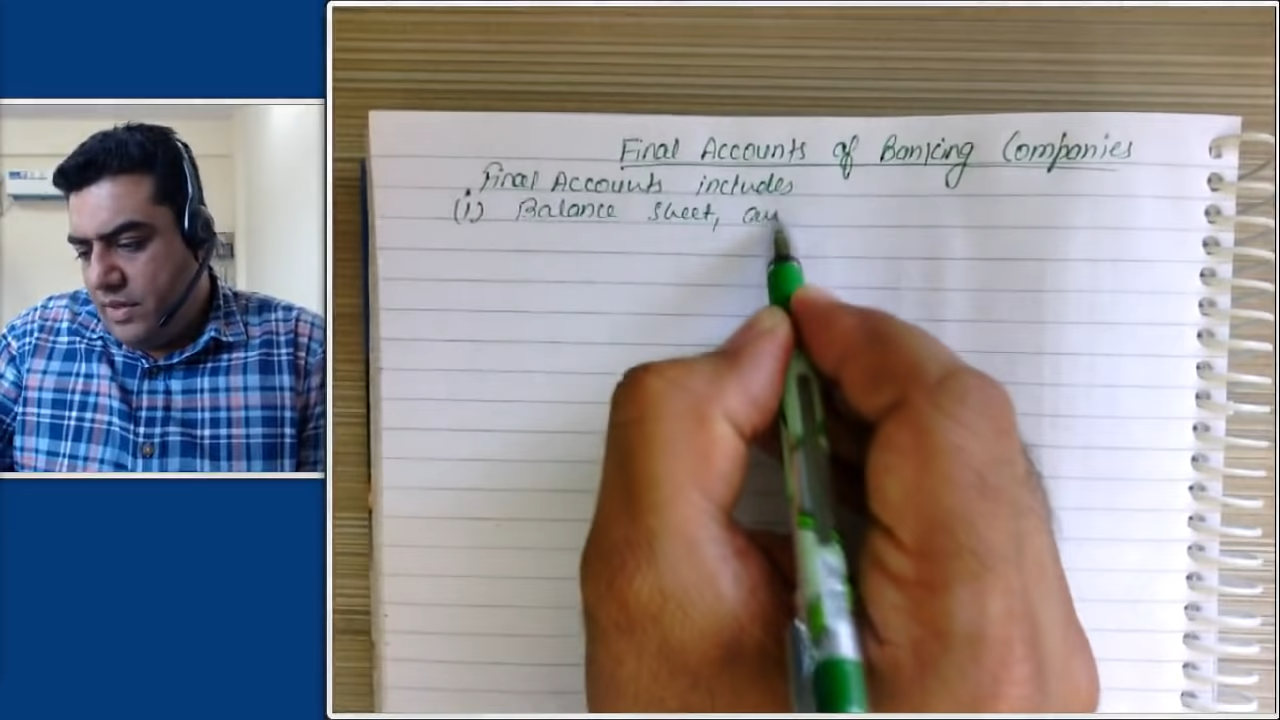 Final Accounts of Banking Companies
Final Accounts includes
(i) Balance sheet,